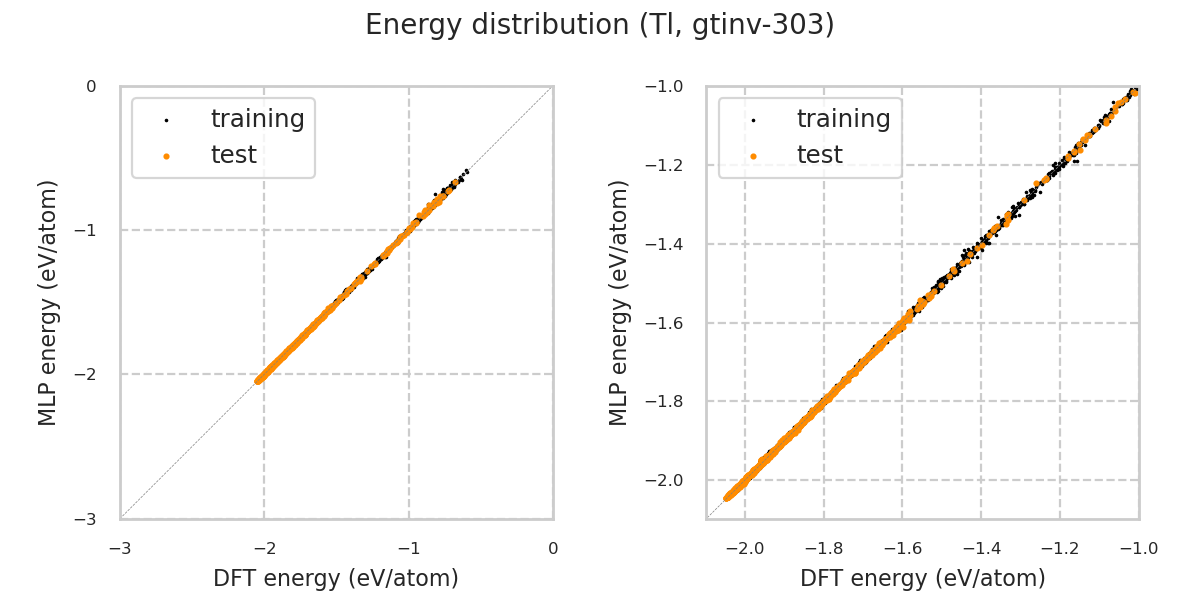 Energy distribution (Tl, gtinv-303)
training
test
0
−1
−2
−3
−3
−2
−1
0
MLP energy (eV/atom)
DFT energy (eV/atom)
training
test
−1.0
−1.2
−1.4
−1.6
−1.8
−2.0
−2.0
−1.8
−1.6
−1.4
−1.2
−1.0
MLP energy (eV/atom)
DFT energy (eV/atom)